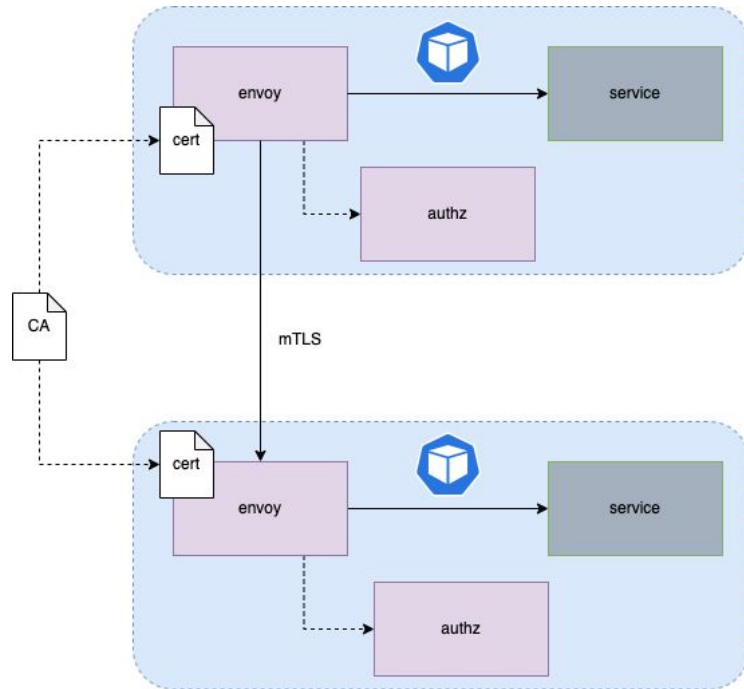 envoy
service
cert
authz
CA
mTLS
cert
envoy
service
authz